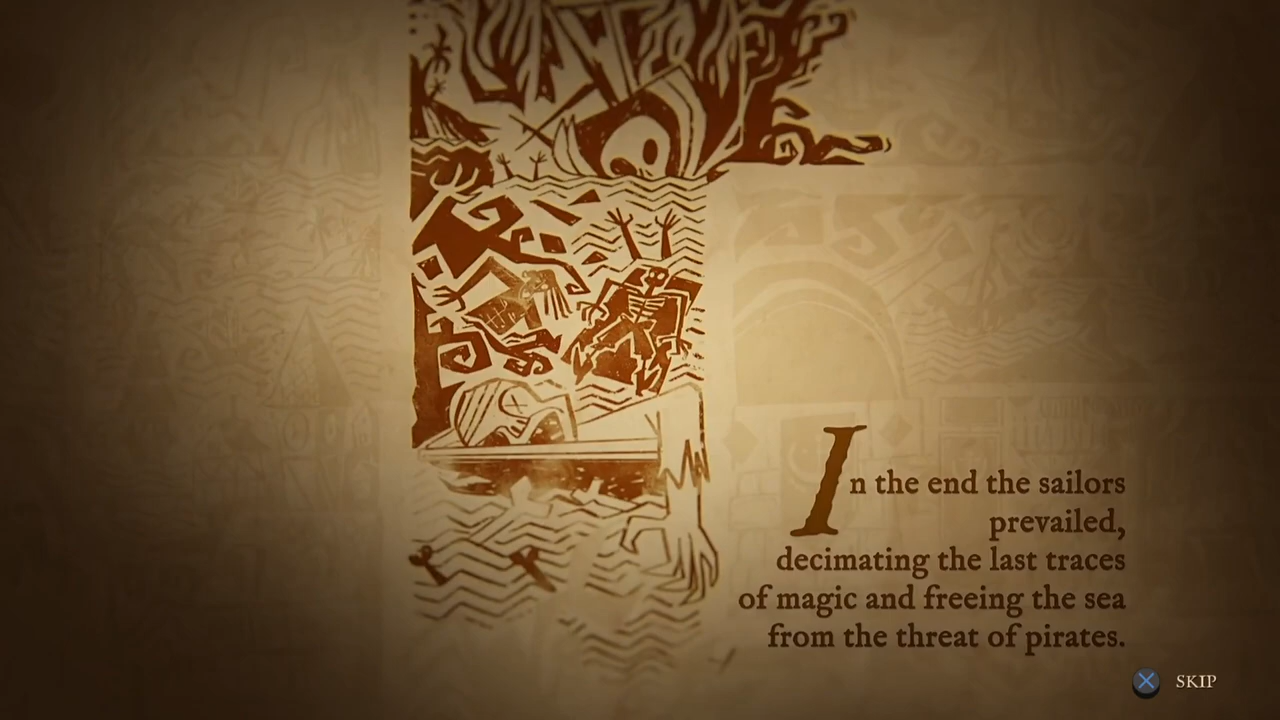 In the end the sailors
prevailed,
decimating the last traces
of magic and freeing the sea
from the threat of pirates.
SKIP